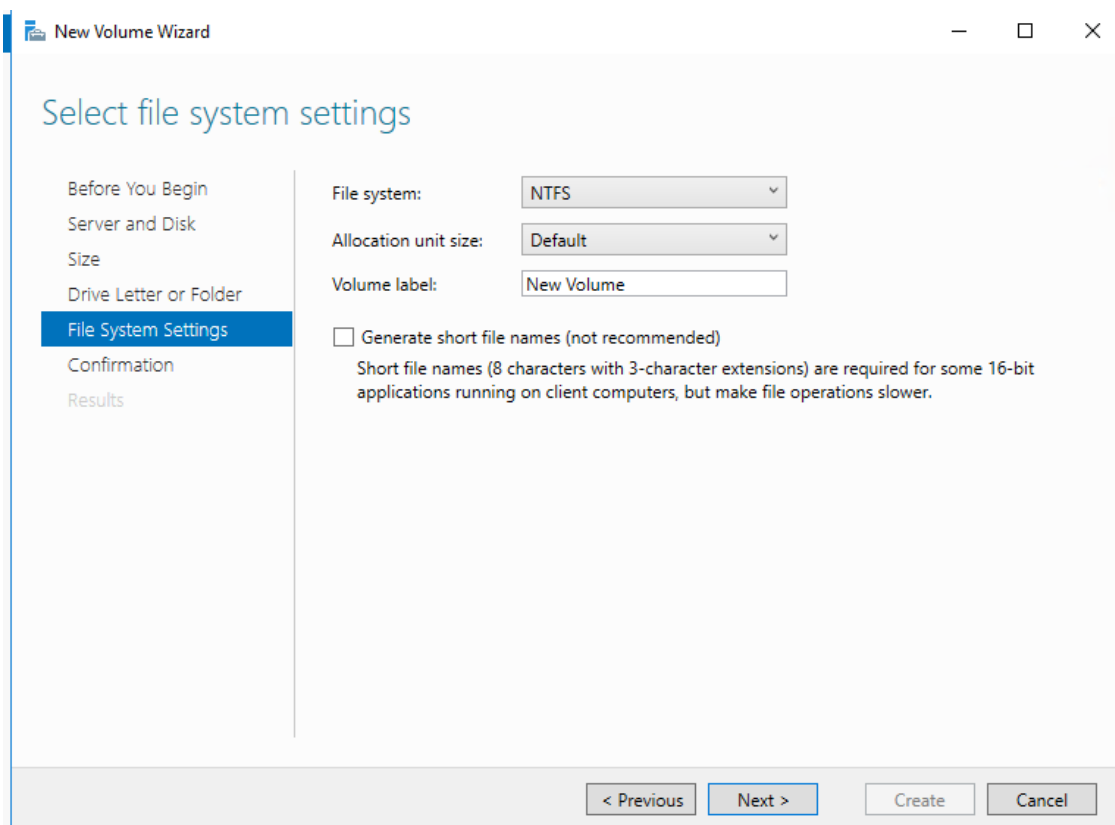 New Volume Wizard
Select file system settings
Before You Begin
Server and Disk
Size
Drive Letter or Folder
File System Settings
Confirmation
Results
File system:
NTFS
Allocation unit size:
Default
Volume label:
New Volume
Generate short file names (not recommended)
Short file names (8 characters with 3-character extensions) are required for some 16-bit
applications running on client computers, but make file operations slower.
< Previous
Next >
Create
Cancel